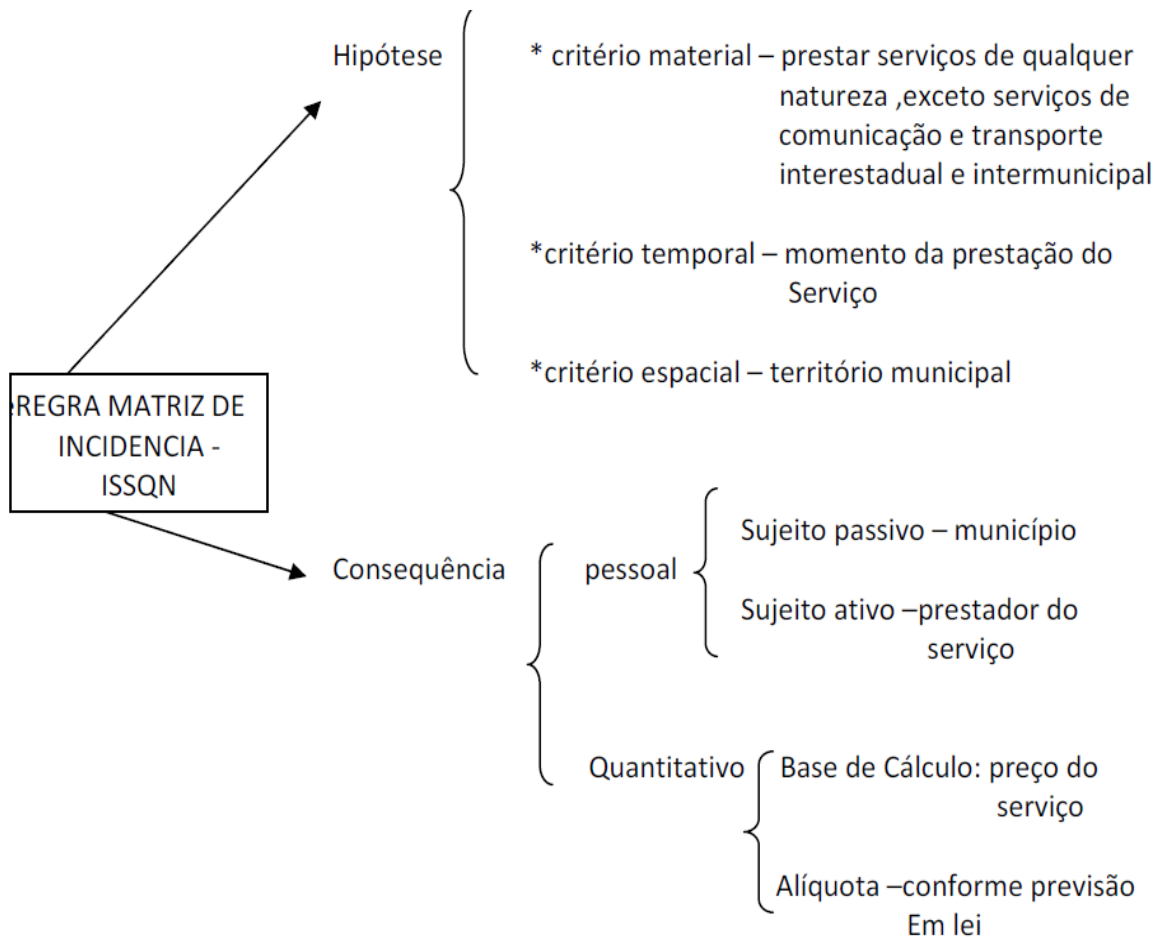 Hipótese
* critério material – prestar serviços de qualquer
natureza ,exceto serviços de
comunicação e transporte
interestadual e intermunicipal
*critério temporal – momento da prestação do
Serviço
*critério espacial – território municipal
REGRA MATRIZ DE
INCIDENCIA -
ISSQN
Consequência
pessoal
Sujeito passivo – município
Sujeito ativo –prestador do
serviço
Quantitativo
Base de Cálculo: preço do
serviço
Alíquota –conforme previsão
Em lei